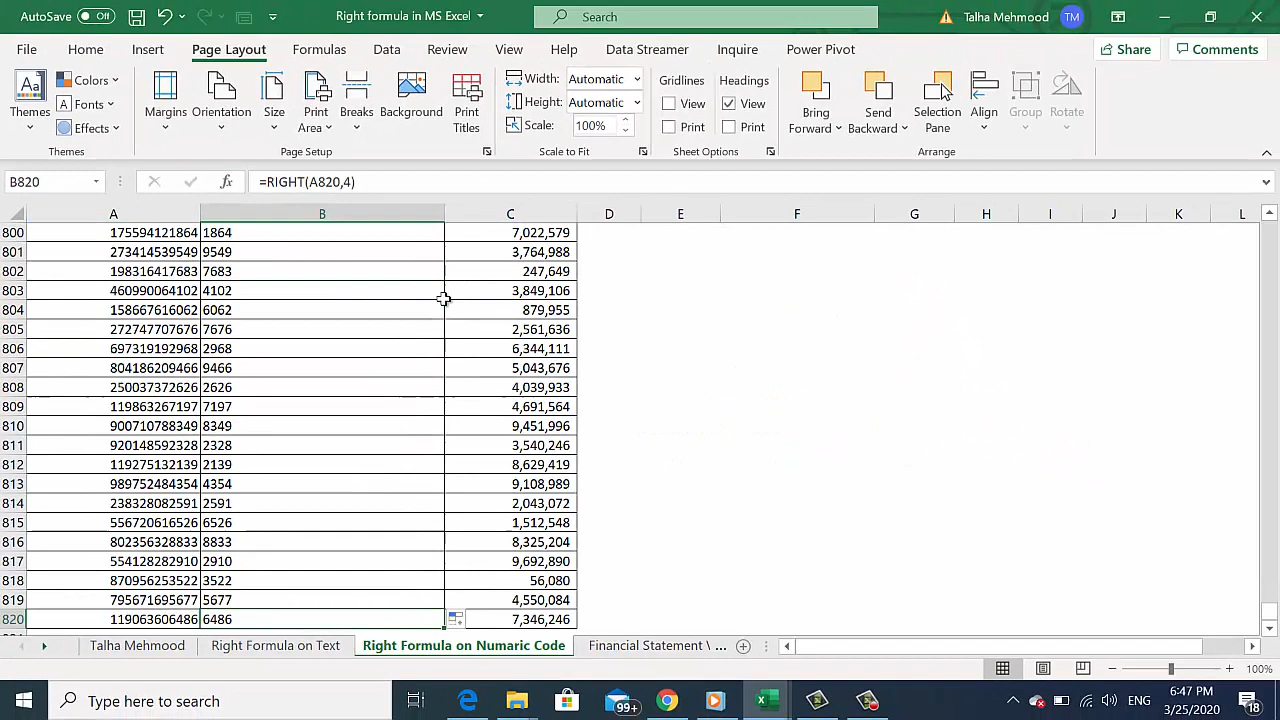 AutoSave Off Right formula in MS Excel Search Talha Mehmood TM
File Home Insert Page Layout Formulas Data Review View Help Data Streamer Inquire Power Pivot Share Comments
Themes Colors Fonts Effects Margins Orientation Size Print Area Breaks Background Print Titles Width: Automatic Height: Automatic Scale: 100% Gridlines View Print Headings View Print Bring Forward Send Backward Selection Pane Align Group Rotate
Themes Page Setup Scale to Fit Sheet Options Arrange
B820 fx =RIGHT(A820,4)
A B C D E F G H I J K L
800 175594121864 1864 7,022,579
801 273414539549 9549 3,764,988
802 198316417683 7683 247,649
803 460990064102 4102 3,849,106
804 158667616062 6062 879,955
805 272747707676 7676 2,561,636
806 697319192968 2968 6,344,111
807 804186209466 9466 5,043,676
808 250037372626 2626 4,039,933
809 119863267197 7197 4,691,564
810 900710788349 8349 9,451,996
811 920148592328 2328 3,540,246
812 119275132139 2139 8,629,419
813 989752484354 4354 9,108,989
814 238328082591 2591 2,043,072
815 556720616526 6526 1,512,548
816 802356328833 8833 8,325,204
817 554128282910 2910 9,692,890
818 870956253522 3522 56,080
819 795671695677 5677 4,550,084
820 119063606486 6486 7,346,246
Talha Mehmood Right Formula on Text Right Formula on Numeric Code Financial Statement \ ...
100%
Type here to search 99+ ENG 6:47 PM 3/25/2020 18